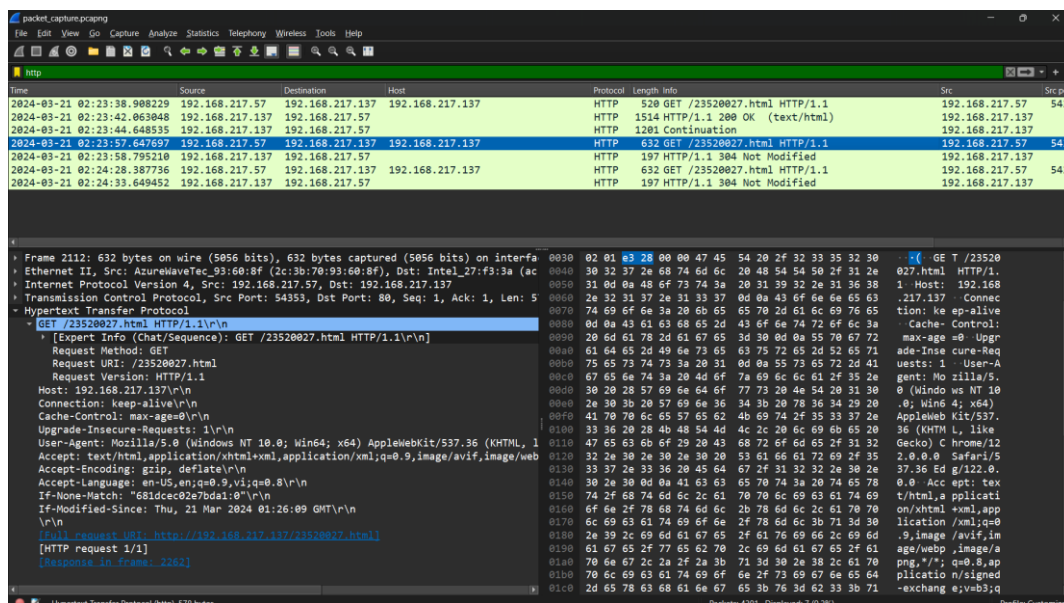 packet_capture.pcapng
File Edit View Go Capture Analyze Statistics Telephony Wireless Tools Help
http
Time Source Destination Host Protocol Length Info Src Src p
2024-03-21 02:23:38.908229 192.168.217.57 192.168.217.137 192.168.217.137 HTTP 520 GET /23520027.html HTTP/1.1 192.168.217.57 54
2024-03-21 02:23:42.063048 192.168.217.137 192.168.217.57 HTTP 1514 HTTP/1.1 200 OK (text/html) 192.168.217.137
2024-03-21 02:23:44.648535 192.168.217.137 192.168.217.57 HTTP 1201 Continuation 192.168.217.137
2024-03-21 02:23:57.647697 192.168.217.57 192.168.217.137 192.168.217.137 HTTP 632 GET /23520027.html HTTP/1.1 192.168.217.57 54
2024-03-21 02:23:58.795210 192.168.217.137 192.168.217.57 HTTP 197 HTTP/1.1 304 Not Modified 192.168.217.137
2024-03-21 02:24:28.387736 192.168.217.57 192.168.217.137 192.168.217.137 HTTP 632 GET /23520027.html HTTP/1.1 192.168.217.57 54
2024-03-21 02:24:33.649452 192.168.217.137 192.168.217.57 HTTP 197 HTTP/1.1 304 Not Modified 192.168.217.137
Frame 2112: 632 bytes on wire (5056 bits), 632 bytes captured (5056 bits) on interfa
Ethernet II, Src: AzureWaveTec_93:60:8f (2c:3b:70:93:60:8f), Dst: Intel_27:f3:3a (ac
Internet Protocol Version 4, Src: 192.168.217.57, Dst: 192.168.217.137
Transmission Control Protocol, Src Port: 54353, Dst Port: 80, Seq: 1, Ack: 1, Len: 5
Hypertext Transfer Protocol
GET /23520027.html HTTP/1.1\r\n
[Expert Info (Chat/Sequence): GET /23520027.html HTTP/1.1\r\n]
Request Method: GET
Request URI: /23520027.html
Request Version: HTTP/1.1
Host: 192.168.217.137\r\n
Connection: keep-alive\r\n
Cache-Control: max-age=0\r\n
Upgrade-Insecure-Requests: 1\r\n
User-Agent: Mozilla/5.0 (Windows NT 10.0; Win64; x64) AppleWebKit/537.36 (KHTML, l
Accept: text/html,application/xhtml+xml,application/xml;q=0.9,image/avif,image/web
Accept-Encoding: gzip, deflate\r\n
Accept-Language: en-US,en;q=0.9,vi;q=0.8\r\n
If-None-Match: "681dcec02e7bda1:0"\r\n
If-Modified-Since: Thu, 21 Mar 2024 01:26:09 GMT\r\n
\r\n
[Full request URI: http://192.168.217.137/23520027.html]
[HTTP request 1/1]
[Response in frame: 2262]
0030 02 01 e3 28 00 00 47 45 54 20 2f 32 33 35 32 30 ···(··GE T /23520
0040 30 32 37 2e 68 74 6d 6c 20 48 54 54 50 2f 31 2e 027.html HTTP/1.
0050 31 0d 0a 48 6f 73 74 3a 20 31 39 32 2e 31 36 38 1··Host: 192.168
0060 2e 32 31 37 2e 31 33 37 0d 0a 43 6f 6e 6e 65 63 .217.137 ··Connec
0070 74 69 6f 6e 3a 20 6b 65 65 70 2d 61 6c 69 76 65 tion: ke ep-alive
0080 0d 0a 43 61 63 68 65 2d 43 6f 6e 74 72 6f 6c 3a ··Cache- Control:
0090 20 6d 61 78 2d 61 67 65 3d 30 0d 0a 55 70 67 72 max-age =0··Upgr
00a0 61 64 65 2d 49 6e 73 65 63 75 72 65 2d 52 65 71 ade-Inse cure-Req
00b0 75 65 73 74 73 3a 20 31 0d 0a 55 73 65 72 2d 41 uests: 1 ··User-A
00c0 67 65 6e 74 3a 20 4d 6f 7a 69 6c 6c 61 2f 35 2e gent: Mo zilla/5.
00d0 30 20 28 57 69 6e 64 6f 77 73 20 4e 54 20 31 30 0 (Windo ws NT 10
00e0 2e 30 3b 20 57 69 6e 36 34 3b 20 78 36 34 29 20 .0; Win6 4; x64)
00f0 41 70 70 6c 65 57 65 62 4b 69 74 2f 35 33 37 2e AppleWeb Kit/537.
0100 33 36 20 28 4b 48 54 4d 4c 2c 20 6c 69 6b 65 20 36 (KHTM L, like
0110 47 65 63 6b 6f 29 20 43 68 72 6f 6d 65 2f 31 32 Gecko) C hrome/12
0120 32 2e 30 2e 30 2e 30 20 53 61 66 61 72 69 2f 35 2.0.0.0 Safari/5
0130 33 37 2e 33 36 20 45 64 67 2f 31 32 32 2e 30 2e 37.36 Ed g/122.0.
0140 30 2e 30 0d 0a 41 63 63 65 70 74 3a 20 74 65 78 0.0··Acc ept: tex
0150 74 2f 68 74 6d 6c 2c 61 70 70 6c 69 63 61 74 69 t/html,a pplicati
0160 6f 6e 2f 78 68 74 6d 6c 2b 78 6d 6c 2c 61 70 70 on/xhtml +xml,app
0170 6c 69 63 61 74 69 6f 6e 2f 78 6d 6c 3b 71 3d 30 lication /xml;q=0
0180 2e 39 2c 69 6d 61 67 65 2f 61 76 69 66 2c 69 6d .9,image /avif,im
0190 61 67 65 2f 77 65 62 70 2c 69 6d 61 67 65 2f 61 age/webp ,image/a
01a0 70 6e 67 2c 2a 2f 2a 3b 71 3d 30 2e 38 2c 61 70 png,*/*; q=0.8,ap
01b0 70 6c 69 63 61 74 69 6f 6e 2f 73 69 67 6e 65 64 plicatio n/signed
01c0 2d 65 78 63 68 61 6e 67 65 3b 76 3d 62 33 3b 71 -exchang e;v=b3;q